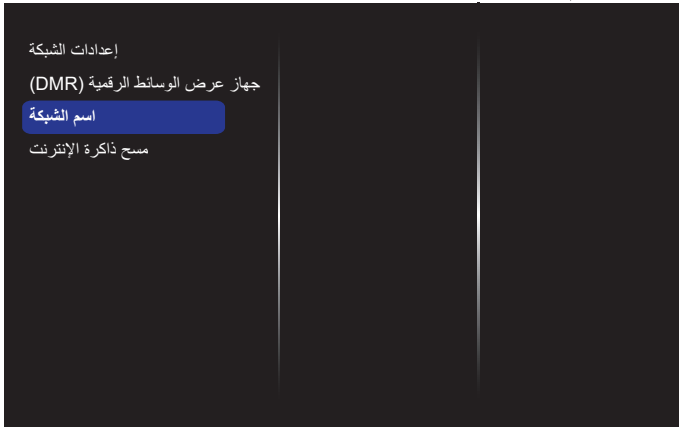 إعدادات الشبكة
جهاز عرض الوسائط الرقمية (DMR)
اسم الشبكة
مسح ذاكرة الإنترنت